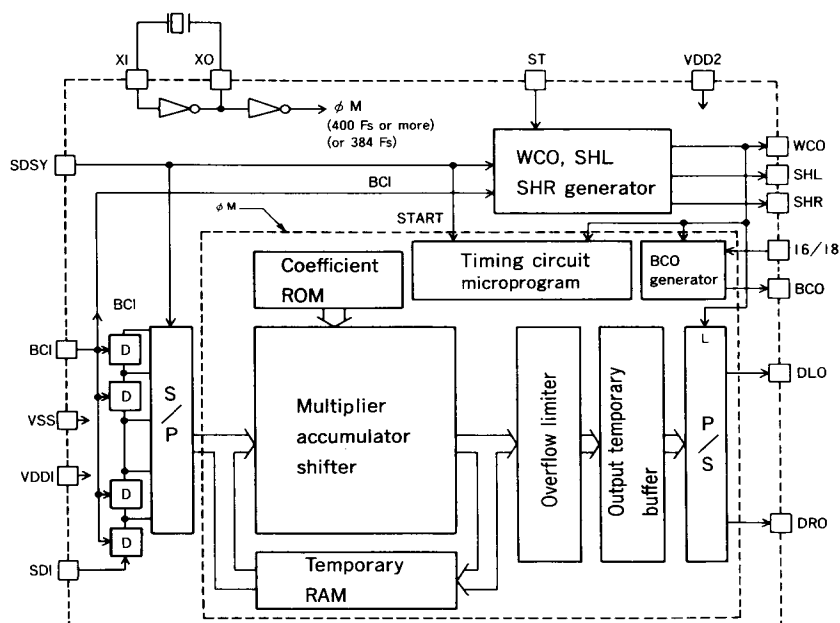 XI
XO
ST
VDD2
φ M
(400 Fs or more)
(or 384 Fs)
WCO, SHL
SHR generator
WCO
SHL
SHR
SDSY
BCI
φM
START
Coefficient
ROM
Timing circuit
microprogram
BCO
generator
16/18
BCO
BCI
BCI
D
D
D
D
S/P
Multiplier
accumulator
shifter
Overflow limiter
Output temporary
buffer
L
P/S
DLO
VSS
VDDI
DRO
SDI
Temporary
RAM